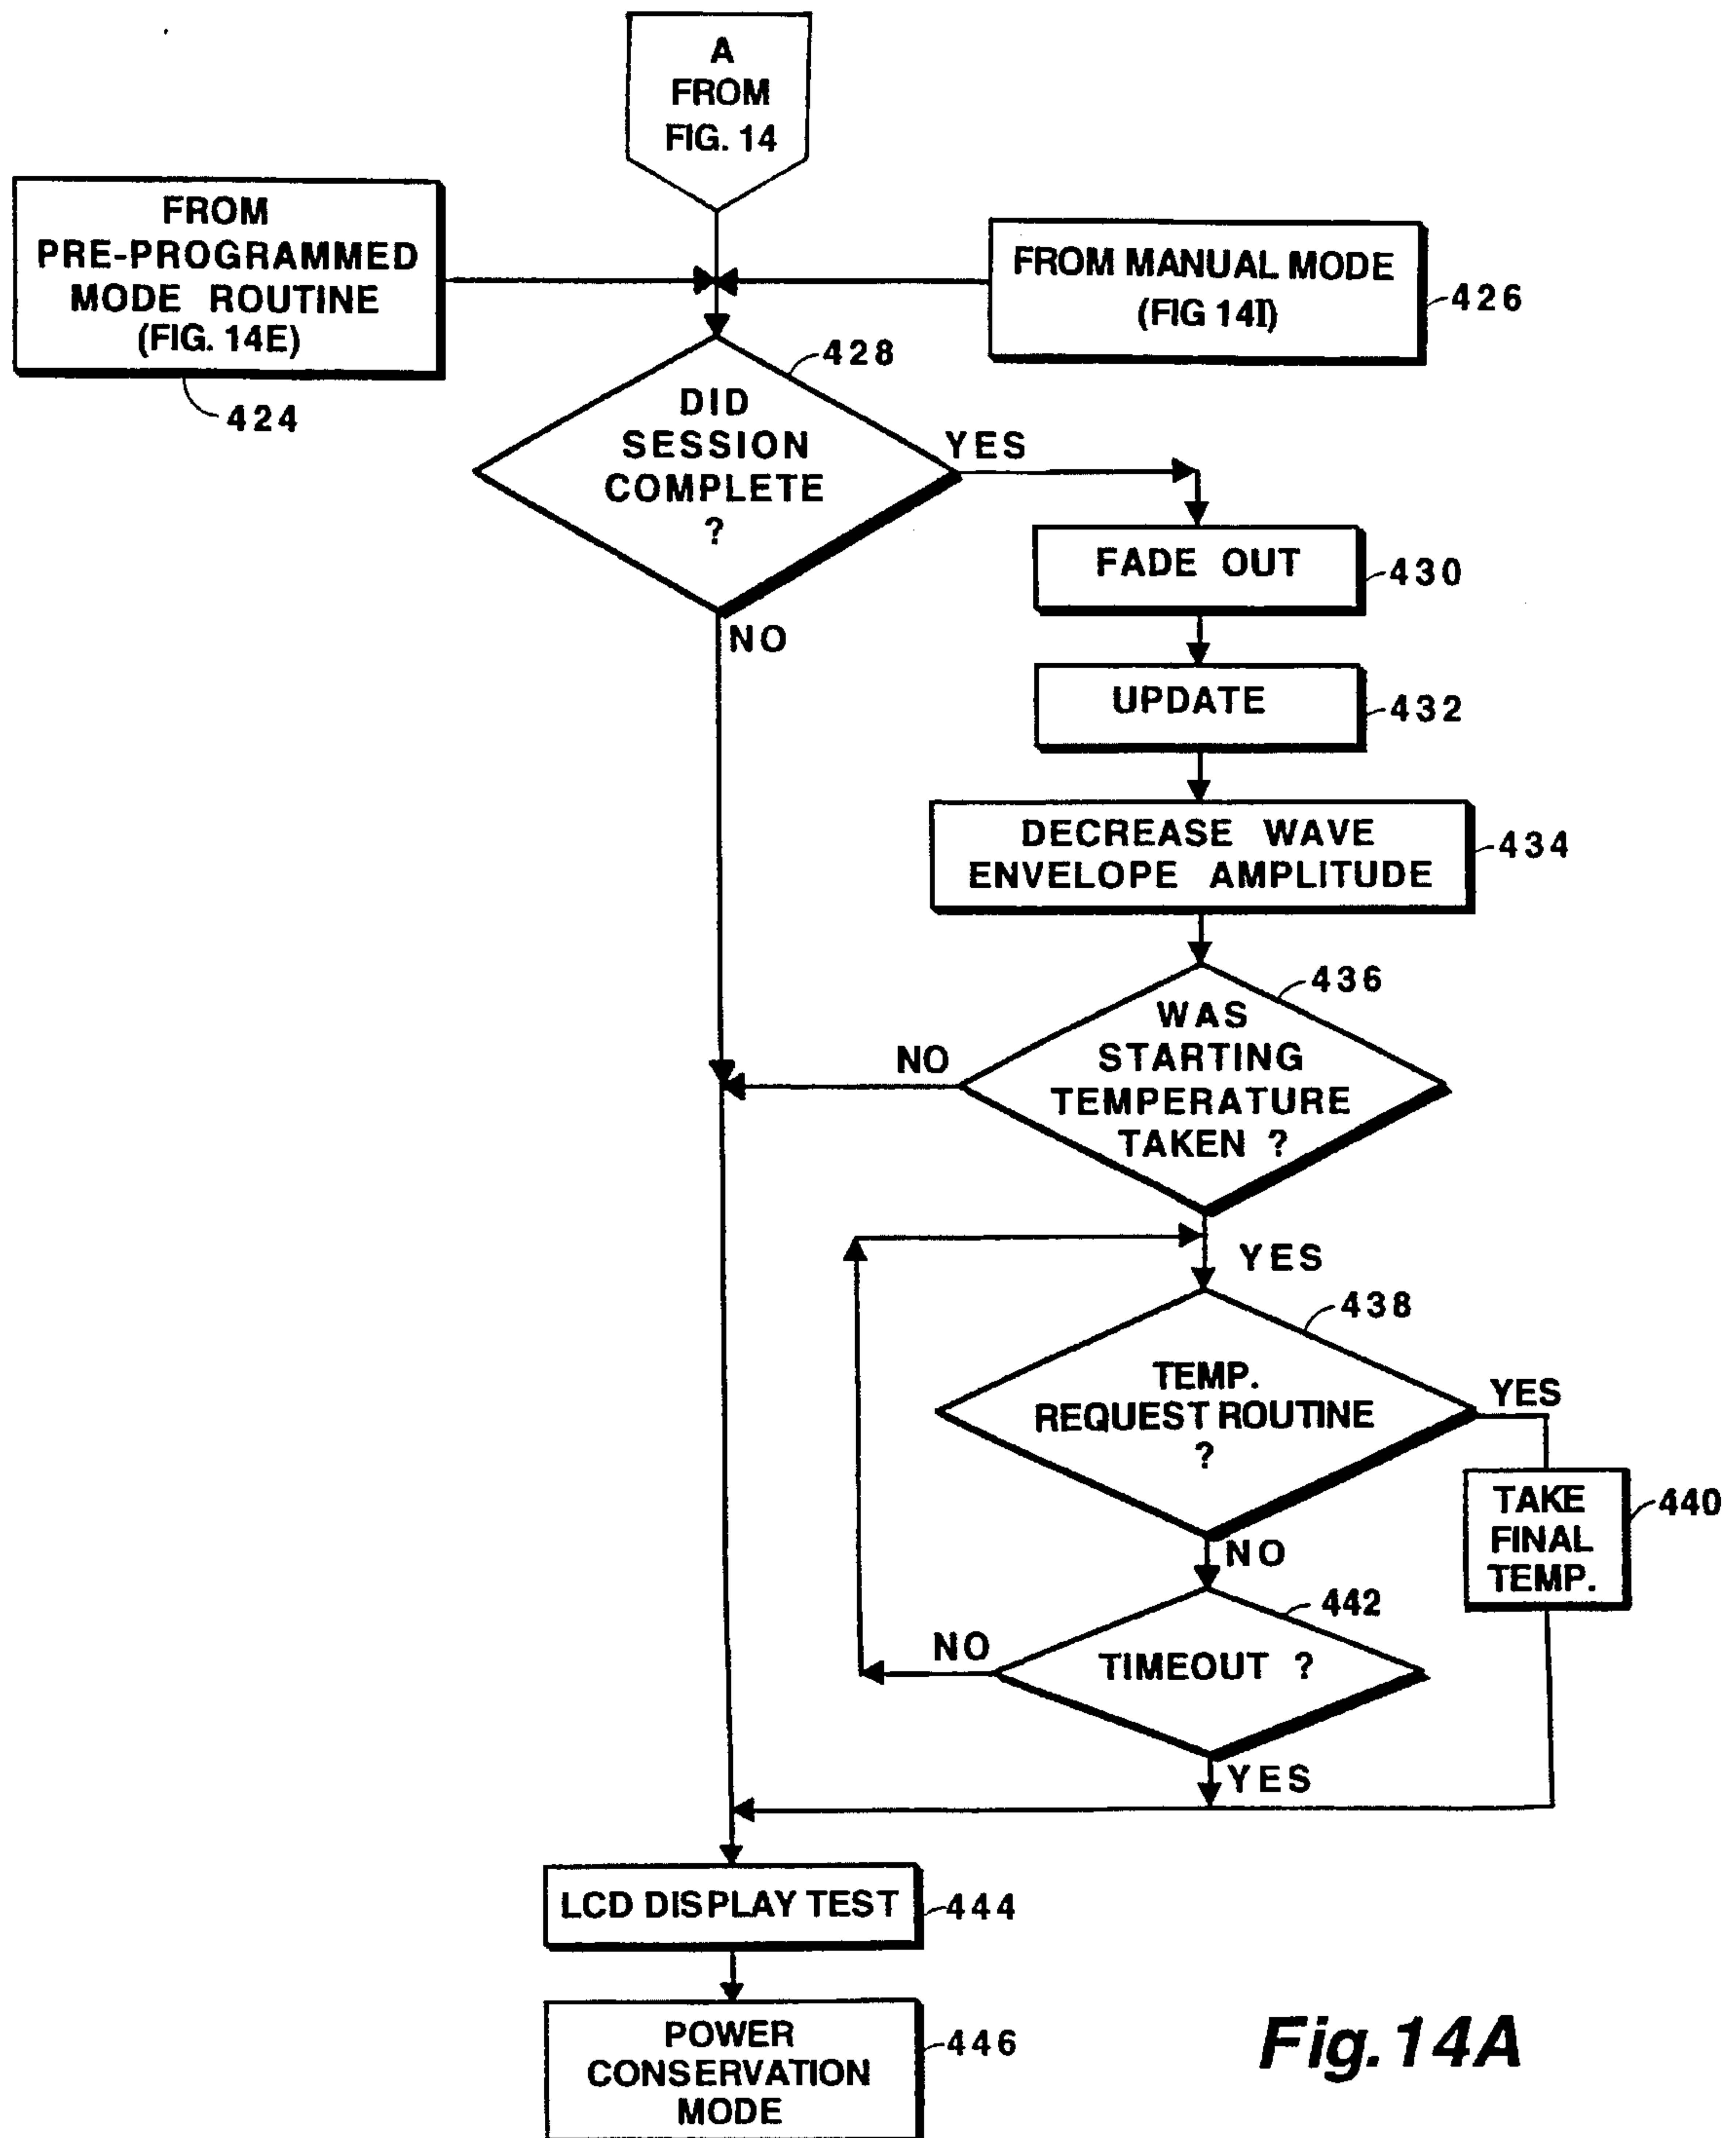 A
FROM
FIG. 14
FROM
PRE-PROGRAMMED
MODE ROUTINE
(FIG. 14E)
424
FROM MANUAL MODE
(FIG 14I)
426
428
DID
SESSION
COMPLETE
?
YES
NO
FADE OUT
430
UPDATE
432
DECREASE WAVE
ENVELOPE AMPLITUDE
434
436
WAS
STARTING
TEMPERATURE
TAKEN ?
NO
YES
438
TEMP.
REQUEST ROUTINE
?
YES
NO
TAKE
FINAL
TEMP.
440
442
TIMEOUT ?
NO
YES
LCD DISPLAY TEST
444
POWER
CONSERVATION
MODE
446
Fig. 14A